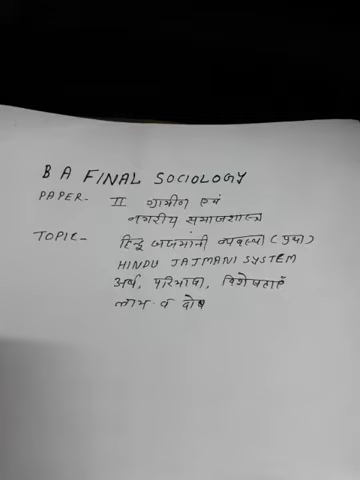 B A FINAL SOCIOLOGY
PAPER- II ग्रामीण एवं
नगरीय समाजशास्त्र
TOPIC- हिन्दू जजमांनी व्यवस्था (प्रथा)
HINDU JAJMANI SYSTEM
अर्थ, परिभाषा, विशेषताएँ
लाभ व दोष